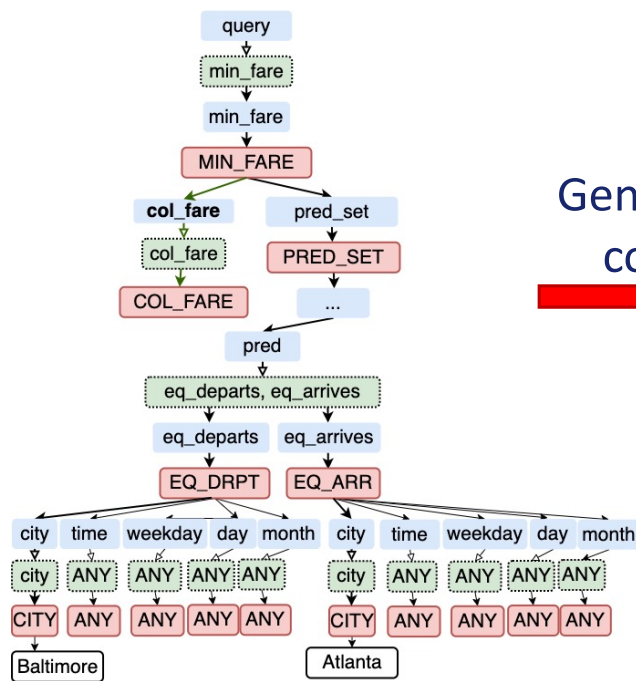 query
min_fare
min_fare
MIN_FARE
col_fare pred_set
col_fare PRED_SET
COL_FARE ...
pred
eq_departs, eq_arrives
eq_departs eq_arrives
EQ_DRPT EQ_ARR
city time weekday day month city time weekday day month
city ANY ANY ANY ANY city ANY ANY ANY ANY
CITY ANY ANY ANY ANY CITY ANY ANY ANY ANY
Baltimore Atlanta